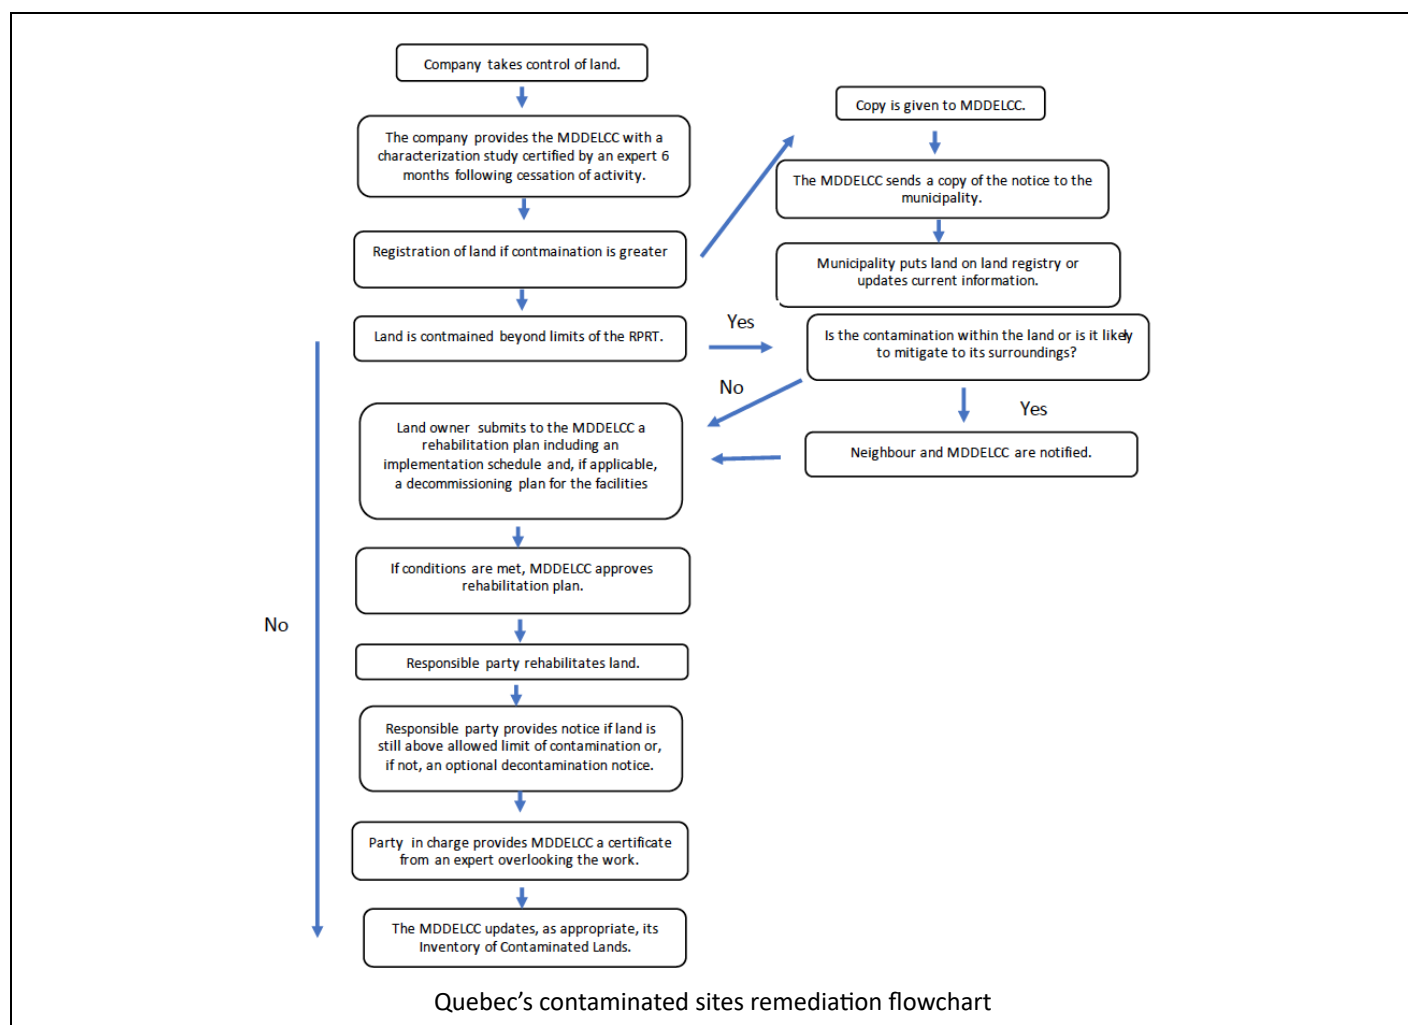 Company takes control of land.
The company provides the MDDELCC with a
characterization study certified by an expert 6
months following cessation of activity.
Registration of land if contmaination is greater
Land is contmained beyond limits of the RPRT.
Copy is given to MDDELCC.
The MDDELCC sends a copy of the notice to the
municipality.
Municipality puts land on land registry or
updates current information.
Yes
Is the contamination within the land or is it likely
to mitigate to its surroundings?
No
Yes
Neighbour and MDDELCC are notified.
Land owner submits to the MDDELCC a
rehabilitation plan including an
implementation schedule and, if applicable,
a decommissioning plan for the facilities
If conditions are met, MDDELCC approves
rehabilitation plan.
No
Responsible party rehabilitates land.
Responsible party provides notice if land is
still above allowed limit of contamination or,
if not, an optional decontamination notice.
Party in charge provides MDDELCC a certificate
from an expert overlooking the work.
The MDDELCC updates, as appropriate, its
Inventory of Contaminated Lands.
Quebec's contaminated sites remediation flowchart